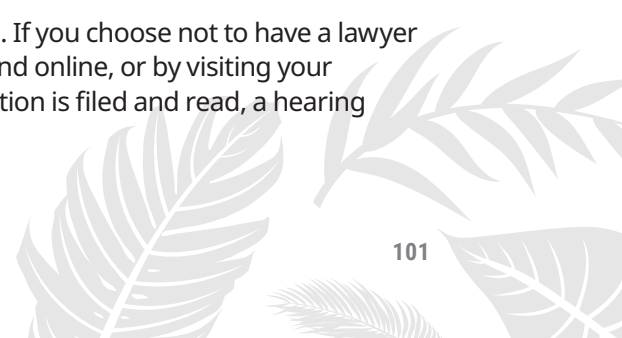 . If you choose not to have a lawyer
nd online, or by visiting your
tion is filed and read, a hearing
101